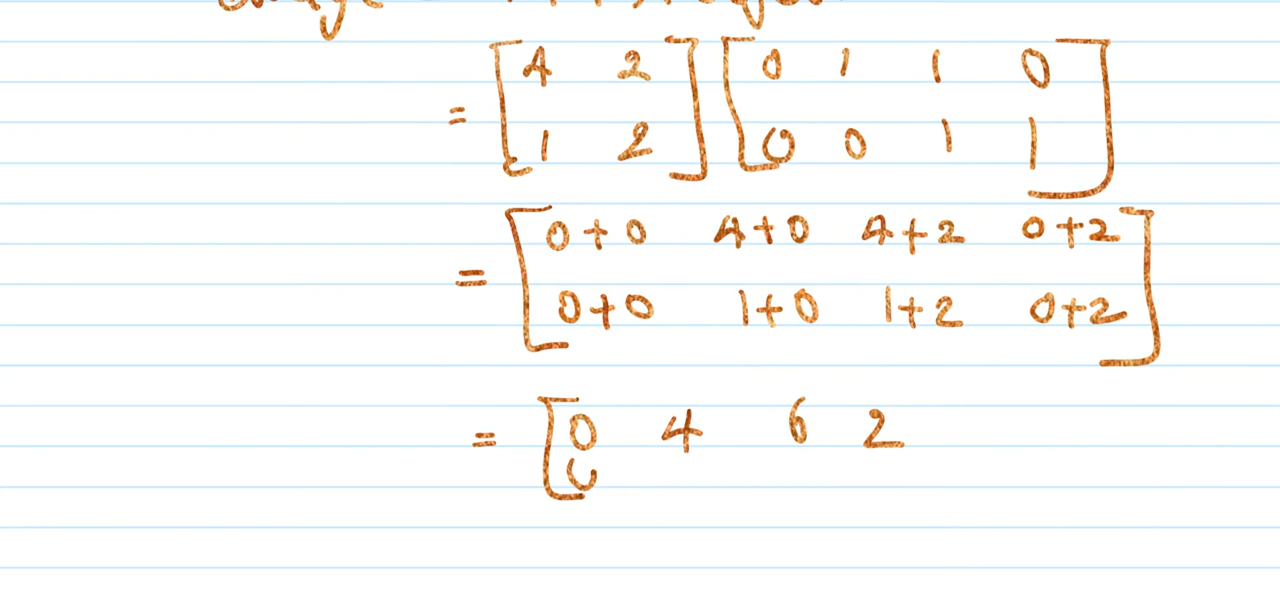 = [4 2 [0 1 1 0
1 2] 0 0 1 1]
= [0+0 4+0 4+2 0+2
0+0 1+0 1+2 0+2]
= [0 4 6 2